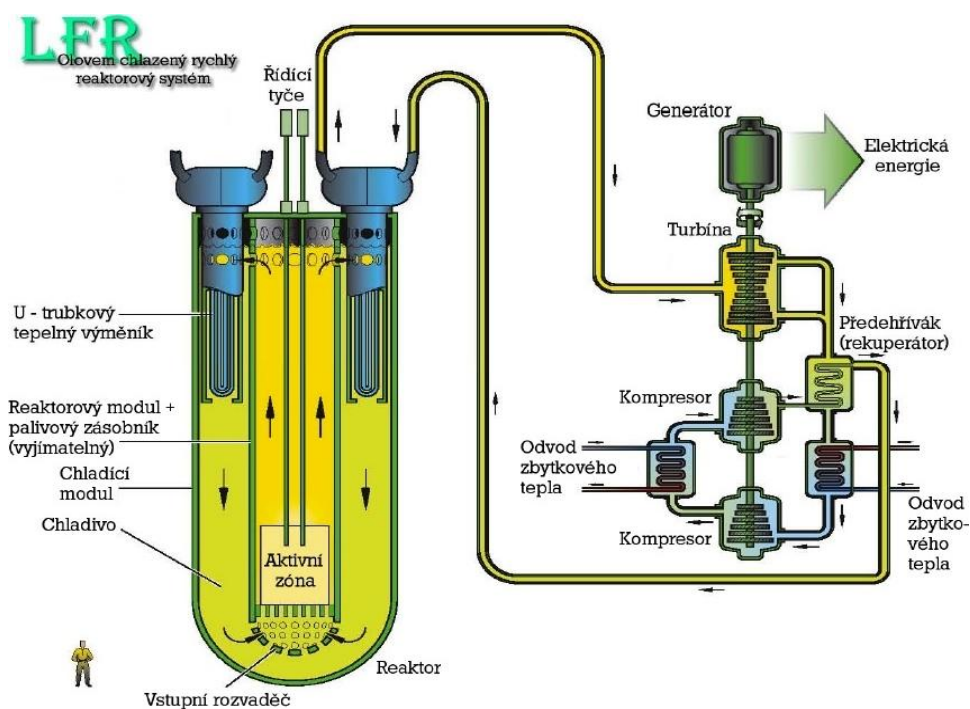 LFR
Olovem chlazený rychlý
reaktorový systém
Řídící
tyče
Generátor
Elektrická
energie
Turbína
U - trubkový
tepelný výměník
Předehřívák
(rekuperátor)
Kompresor
Reaktorový modul +
palivový zásobník
(vyjímatelný)
Odvod
zbytkového
tepla
Chladící
modul
Chladivo
Kompresor
Odvod
zbytko-
vého
tepla
Aktivní
zóna
Reaktor
Vstupní rozvaděč